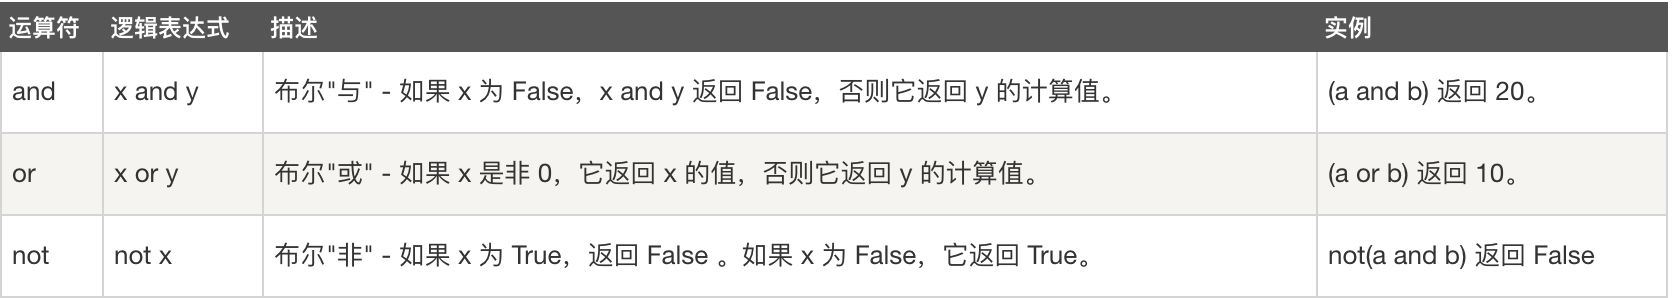 运算符 逻辑表达式 描述 实例
and x and y 布尔"与" - 如果 x 为 False，x and y 返回 False，否则它返回 y 的计算值。 (a and b) 返回 20。
or x or y 布尔"或" - 如果 x 是非 0，它返回 x 的值，否则它返回 y 的计算值。 (a or b) 返回 10。
not not x 布尔"非" - 如果 x 为 True，返回 False 。如果 x 为 False，它返回 True。 not(a and b) 返回 False